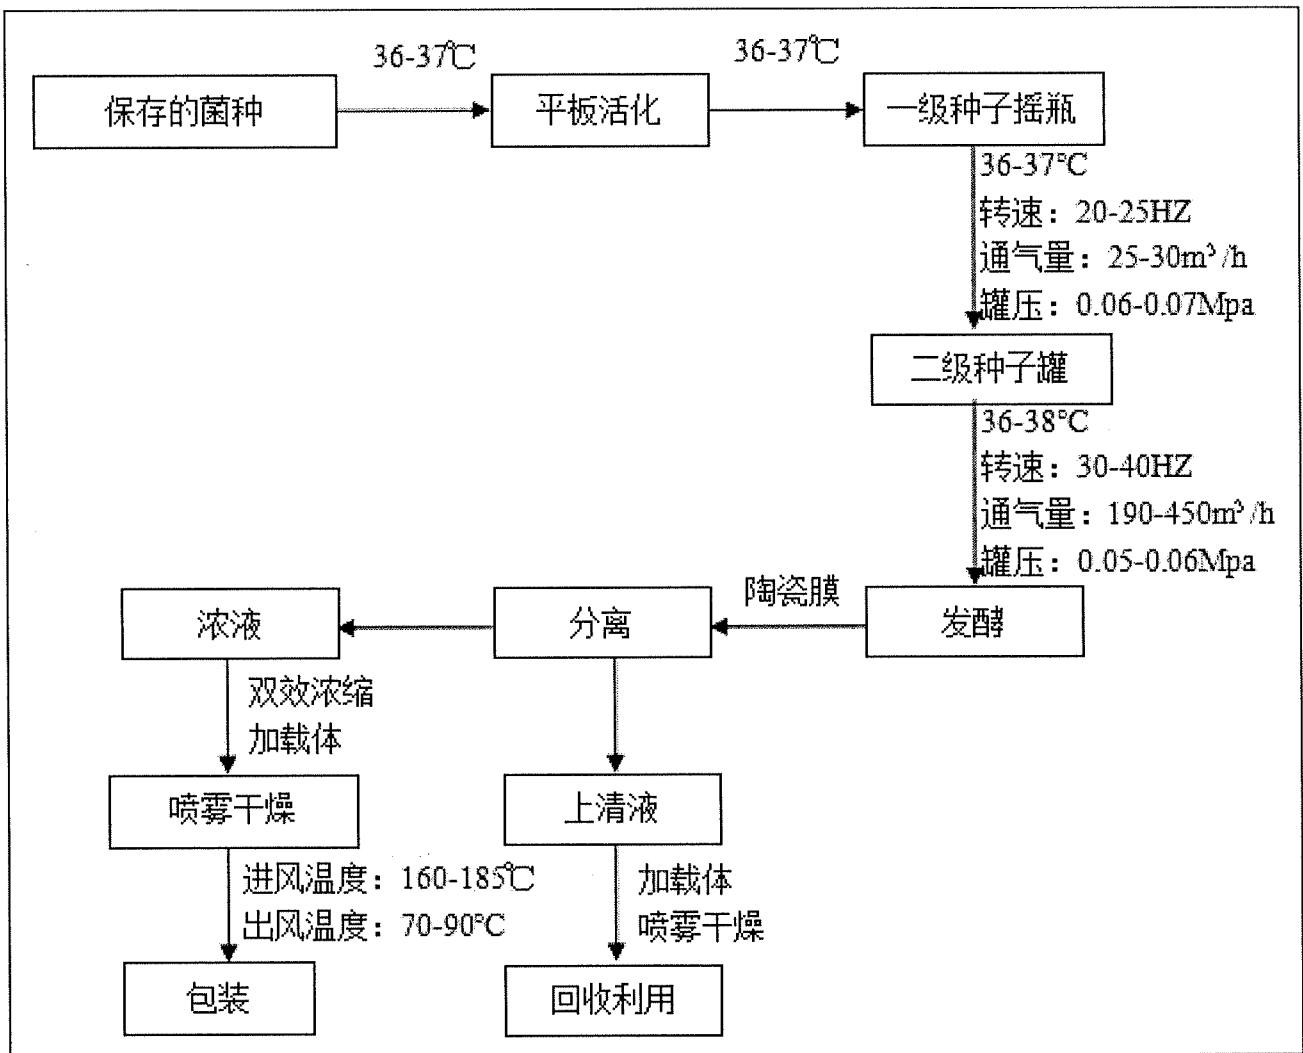 36-37℃
36-37℃
保存的菌种
平板活化
一级种子摇瓶
36-37℃
转速：20-25HZ
通气量：25-30m³/h
罐压：0.06-0.07Mpa
二级种子罐
36-38℃
转速：30-40HZ
通气量：190-450m³/h
罐压：0.05-0.06Mpa
浓液
分离
陶瓷膜
发酵
双效浓缩
加载体
喷雾干燥
上清液
进风温度：160-185℃
出风温度：70-90℃
加载体
喷雾干燥
包装
回收利用